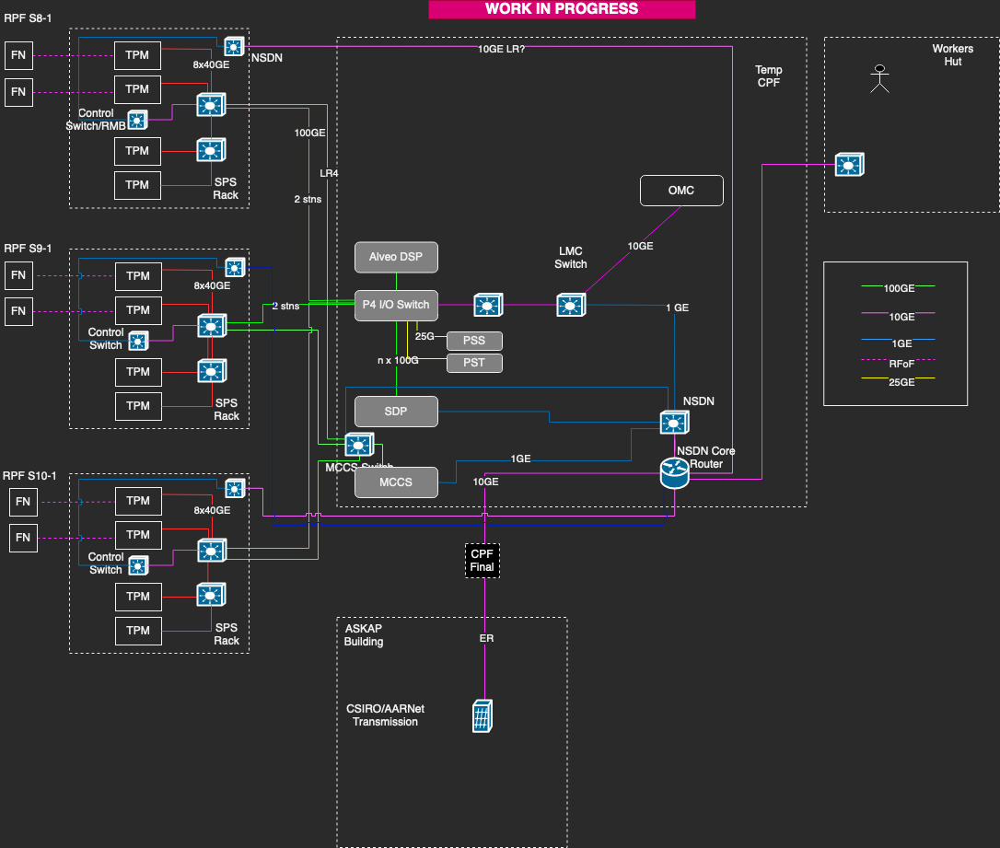 WORK IN PROGRESS
RPF S8-1
FN
FN
TPM
TPM
TPM
TPM
8x40GE
NSDN
Control
Switch/RMB
SPS
Rack
10GE LR?
100GE
LR4
2 stns
Temp
CPF
Workers
Hut
OMC
10GE
LMC
Switch
Alveo DSP
P4 I/O Switch
25G
PSS
PST
n x 100G
SDP
1 GE
NSDN
NSDN Core
Router
MCCS Switch
MCCS
1GE
10GE
RPF S9-1
FN
FN
TPM
TPM
TPM
TPM
8x40GE
Control
Switch
SPS
Rack
2 stns
100GE
10GE
1GE
RFoF
25GE
RPF S10-1
FN
FN
TPM
TPM
TPM
TPM
8x40GE
Control
Switch
SPS
Rack
CPF
Final
ASKAP
Building
ER
CSIRO/AARNet
Transmission